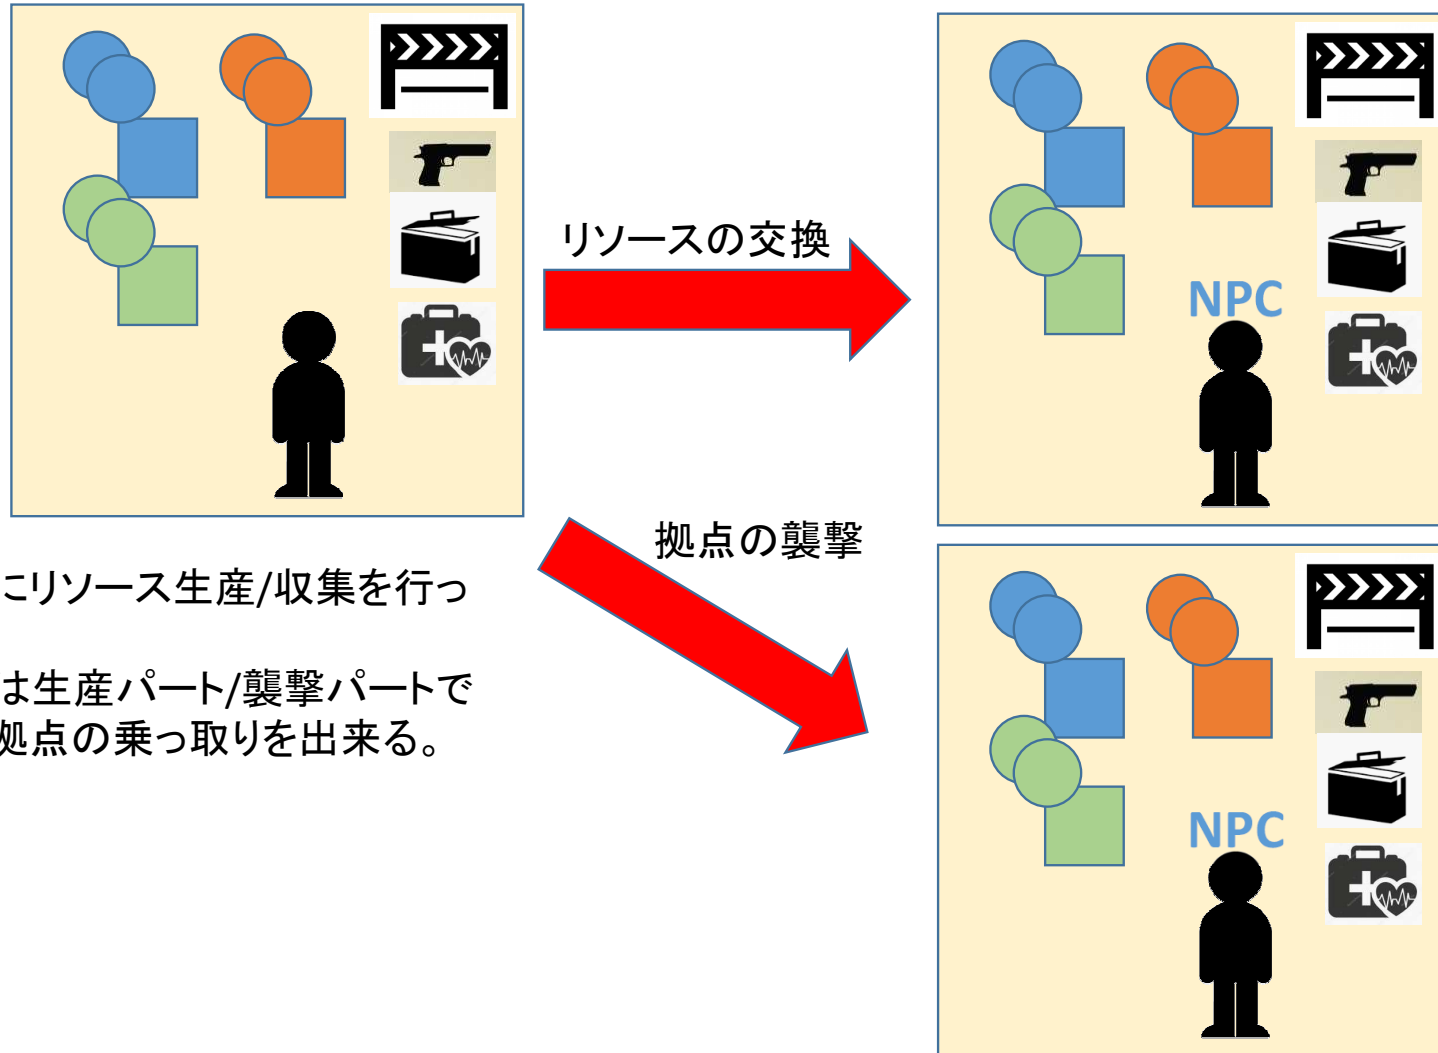 リソースの交換
NPC
拠点の襲撃
にリソース生産/収集を行っ
は生産パート/襲撃パートで
拠点の乗っ取りを出来る。
NPC